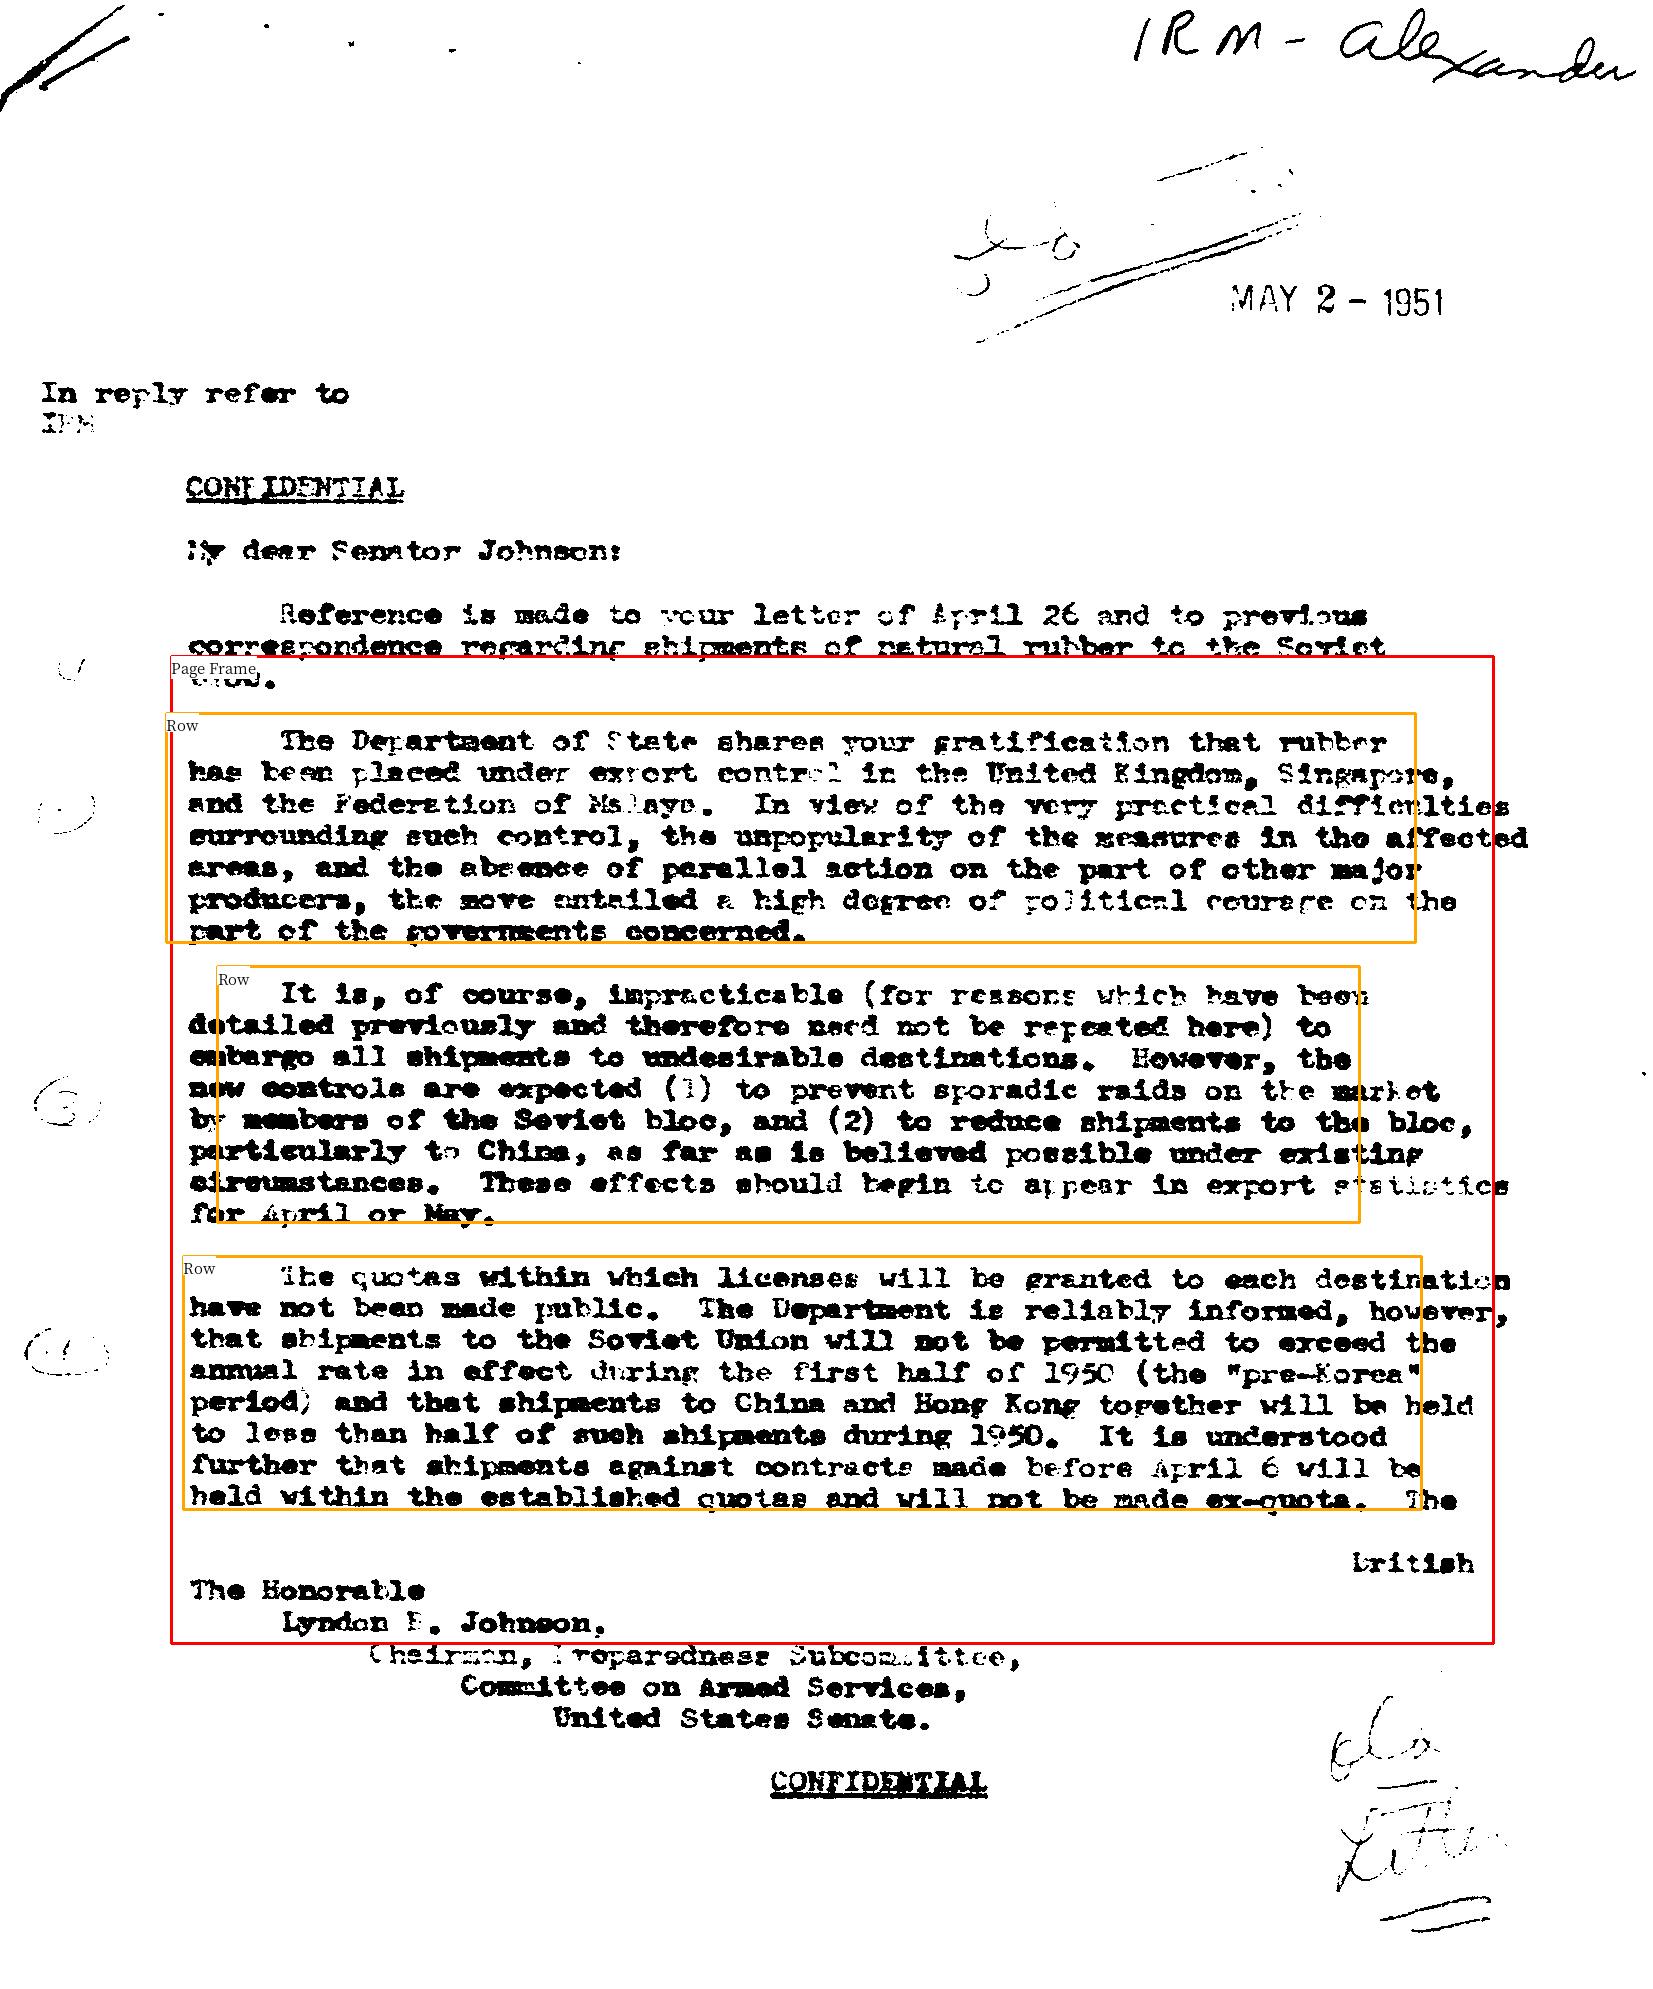 IRM - Alexander
MAY 2 - 1951
In reply refer to
IRM
CONFIDENTIAL
My dear Senator Johnson:
Reference is made to your letter of April 26 and to previous
correspondence regarding shipments of natural rubber to the Soviet
Page Frame
Row
The Department of State shares your gratification that rubber
has been placed under export control in the United Kingdom, Singapore,
and the Federation of Malaya. In view of the very practical difficulties
surrounding such control, the unpopularity of the measures in the affected
areas, and the absence of parallel action on the part of other major
producers, the move entailed a high degree of political courage on the
part of the governments concerned.
Row
It is, of course, impracticable (for reasons which have been
detailed previously and therefore need not be repeated here) to
embargo all shipments to undesirable destinations. However, the
new controls are expected (1) to prevent sporadic raids on the market
by members of the Soviet bloc, and (2) to reduce shipments to the bloc,
particularly to China, as far as is believed possible under existing
circumstances. These effects should begin to appear in export statistics
for April or May.
Row
The quotas within which licenses will be granted to each destination
have not been made public. The Department is reliably informed, however,
that shipments to the Soviet Union will not be permitted to exceed the
annual rate in effect during the first half of 1950 (the "pre-Korea"
period) and that shipments to China and Hong Kong together will be held
to less than half of such shipments during 1950. It is understood
further that shipments against contracts made before April 6 will be
held within the established quotas and will not be made ex-quota. The
British
The Honorable
Lyndon B. Johnson,
Chairman, Preparedness Subcommittee,
Committee on Armed Services,
United States Senate.
CONFIDENTIAL